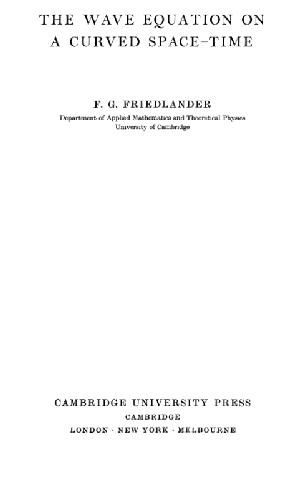 THE WAVE EQUATION ON
A CURVED SPACE–TIME
F. G. FRIEDLANDER
Department of Applied Mathematics and Theoretical Physics
University of Cambridge
CAMBRIDGE UNIVERSITY PRESS
CAMBRIDGE
LONDON · NEW YORK · MELBOURNE